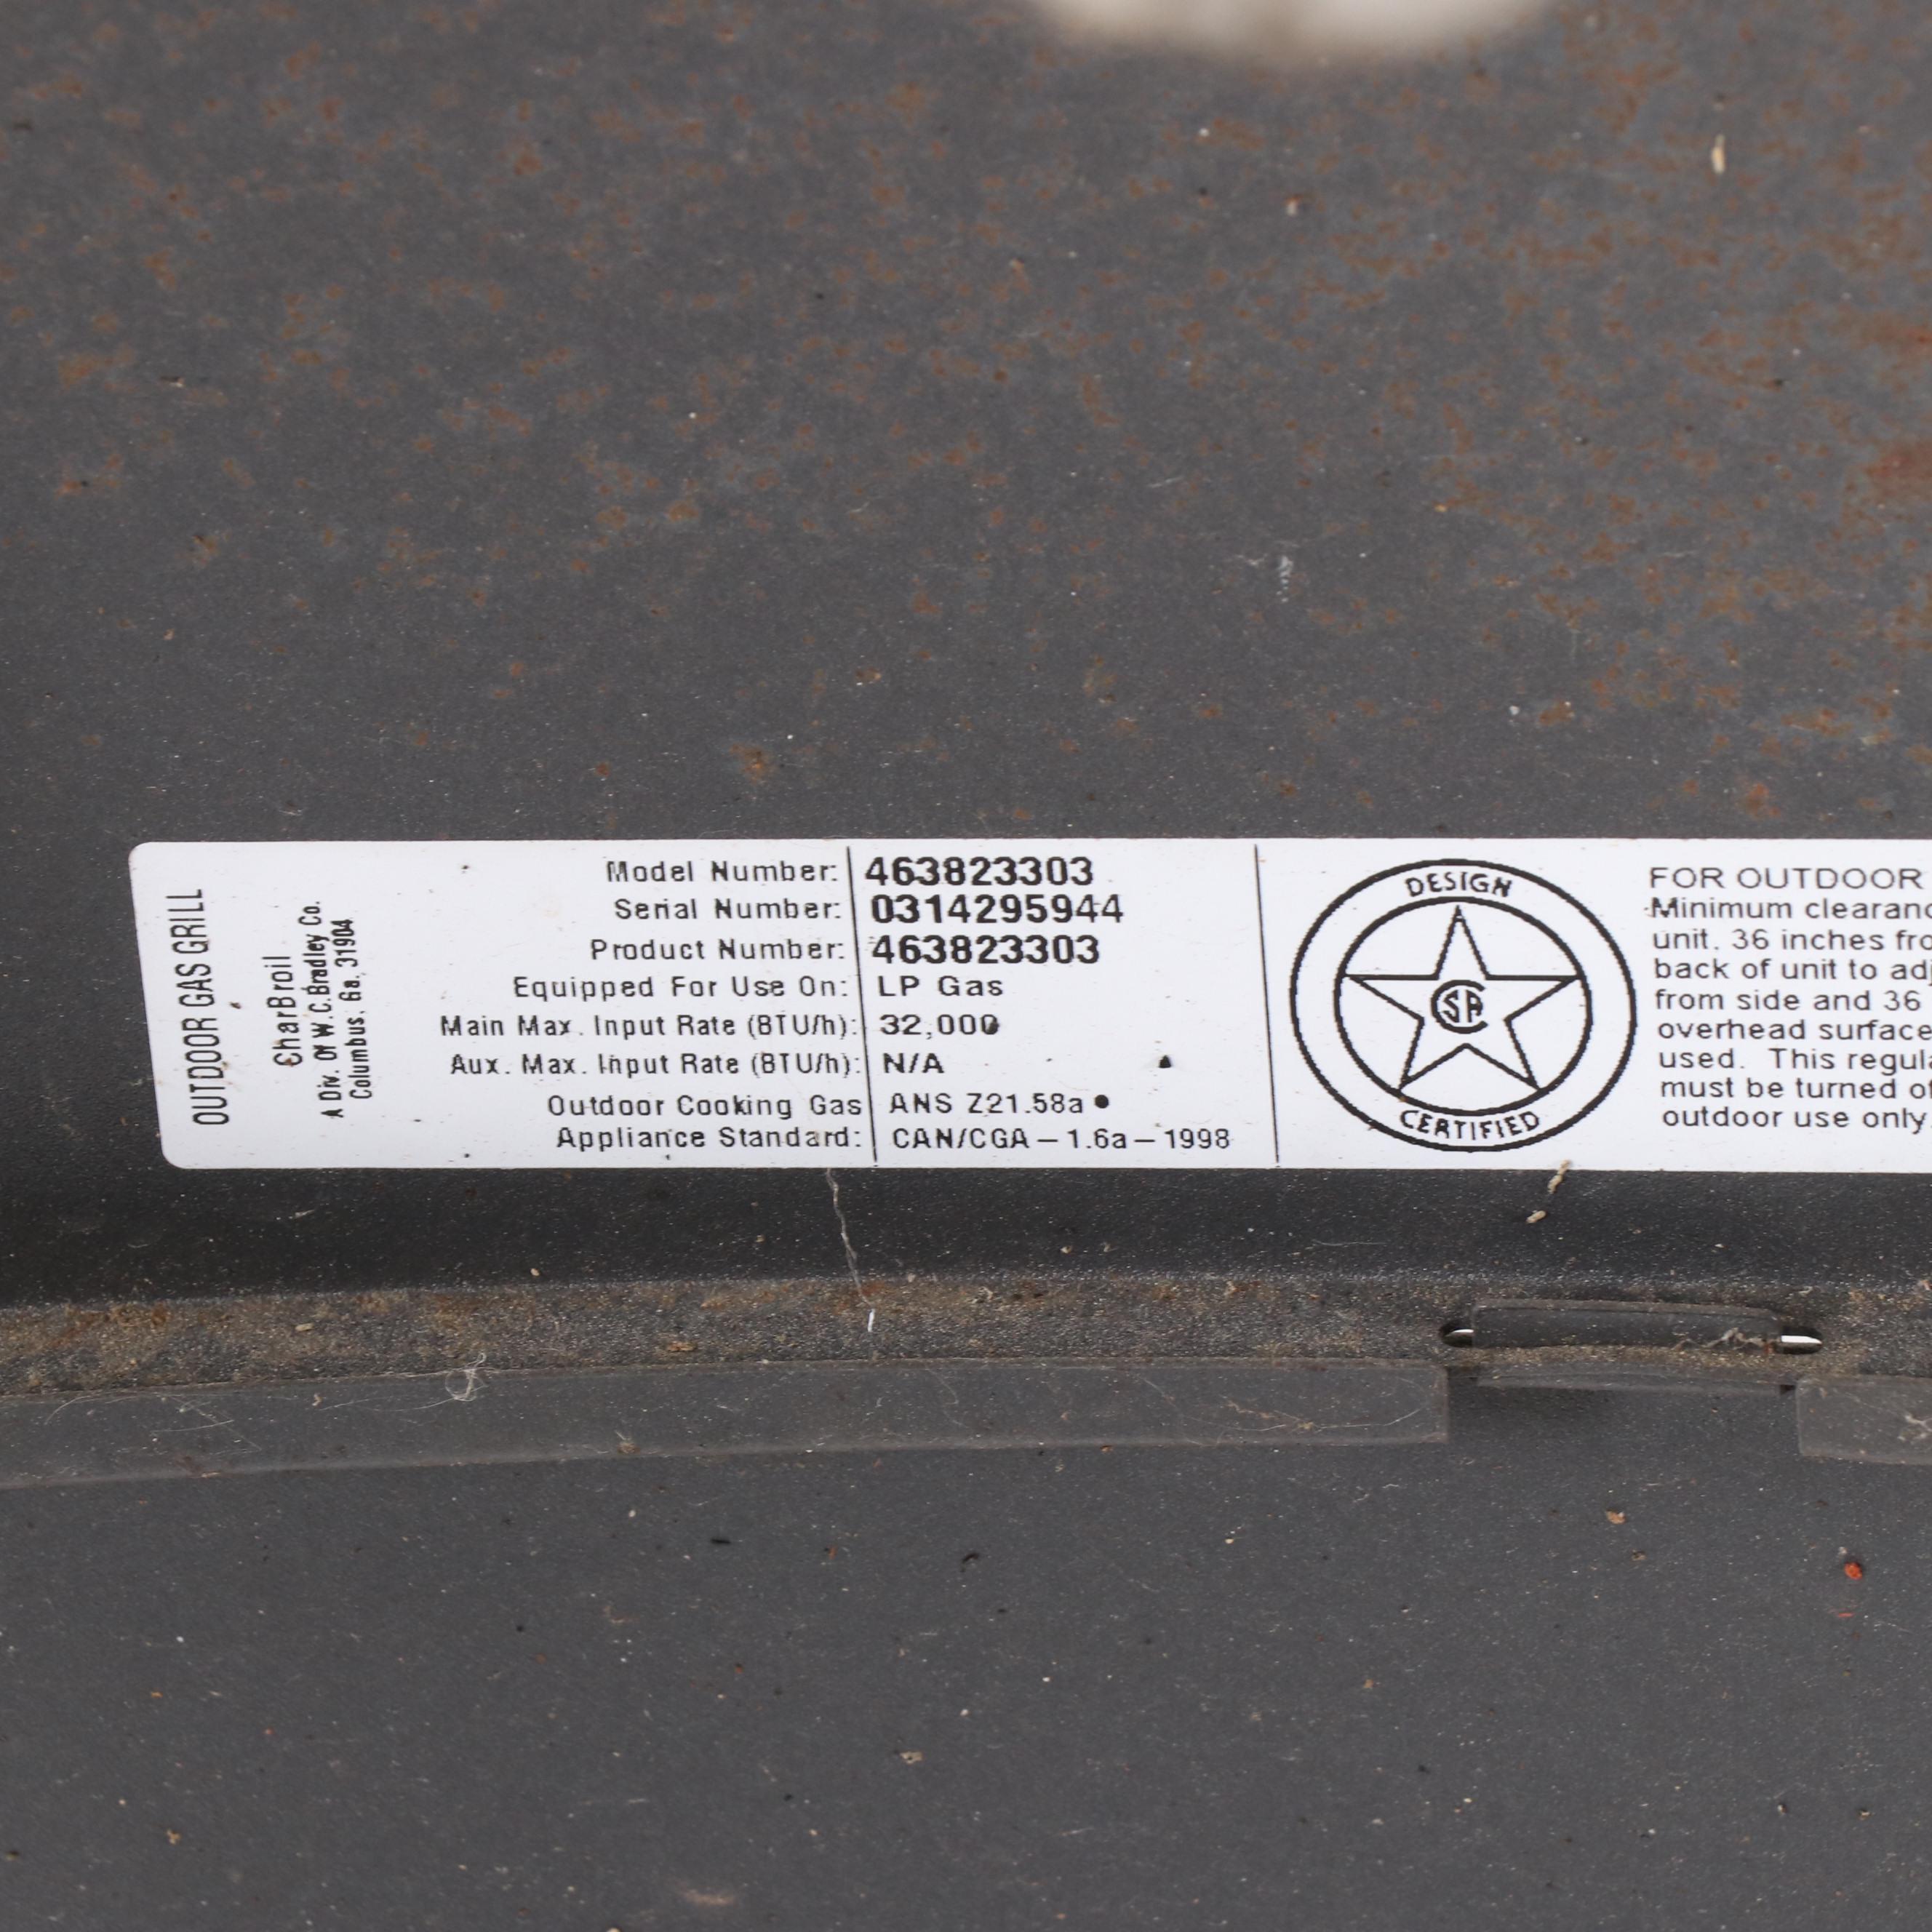 OUTDOOR GAS GRILL
CharBroil
A Div. Of W.C.Bradley Co.
Columbus. Ga. 31904
Model Number: 463823303
Serial Number: 0314295944
Product Number: 463823303
Equipped For Use On: LP Gas
Main Max. Input Rate (BTU/h): 32,000
Aux. Max. Input Rate (BTU/h): N/A
Outdoor Cooking Gas ANS Z21.58a •
Appliance Standard: CAN/CGA – 1.6a – 1998
DESIGN
SA
CERTIFIED
FOR OUTDOOR
Minimum clearanc
unit. 36 inches fro
back of unit to adj
from side and 36
overhead surface
used. This regula
must be turned of
outdoor use only.